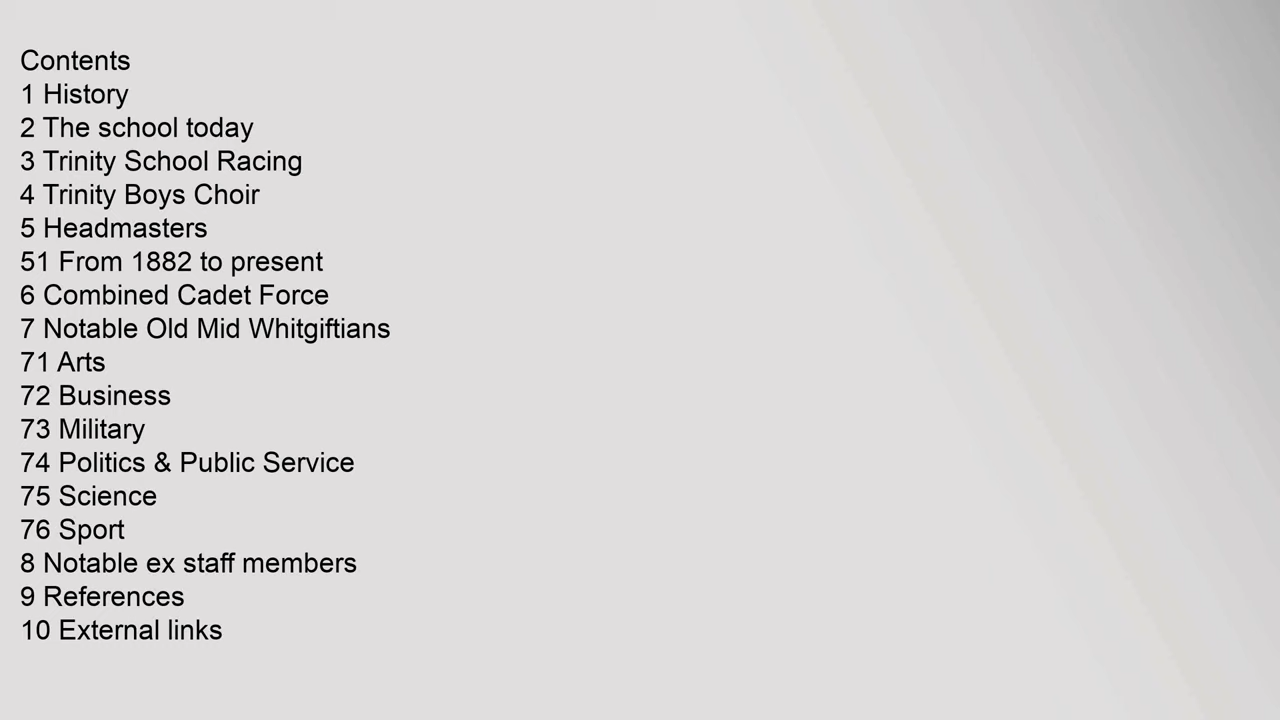 Contents
1 History
2 The school today
3 Trinity School Racing
4 Trinity Boys Choir
5 Headmasters
51 From 1882 to present
6 Combined Cadet Force
7 Notable Old Mid Whitgiftians
71 Arts
72 Business
73 Military
74 Politics & Public Service
75 Science
76 Sport
8 Notable ex staff members
9 References
10 External links